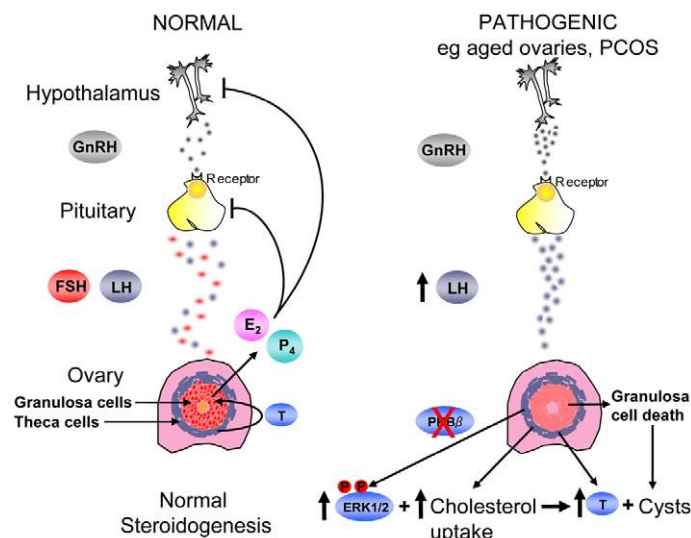 NORMAL
Hypothalamus
GnRH
Receptor
Pituitary
FSH LH
E2
P4
Ovary
Granulosa cells
Theca cells
T
Normal
Steroidogenesis
PATHOGENIC
eg aged ovaries, PCOS
GnRH
Receptor
LH
PKBβ
Granulosa
cell death
P P
ERK1/2 + Cholesterol
uptake
T + Cysts